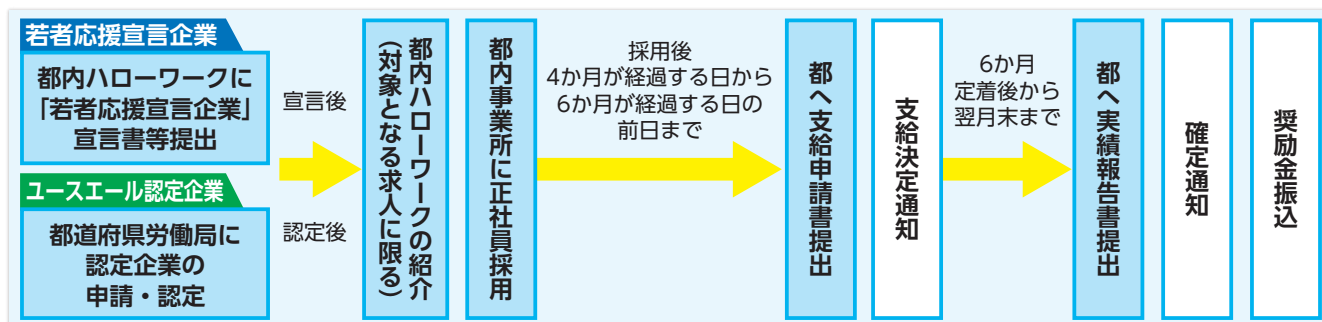 若者応援宣言企業
都内ハローワークに
「若者応援宣言企業」
宣言書等提出
ユースエール認定企業
都道府県労働局に
認定企業の
申請・認定
宣言後
認定後
都内ハローワークの紹介
（対象となる求人に限る）
都内事業所に正社員採用
採用後
4か月が経過する日から
6か月が経過する日の
前日まで
都へ支給申請書提出
支給決定通知
6か月
定着後から
翌月末まで
都へ実績報告書提出
確定通知
奨励金振込